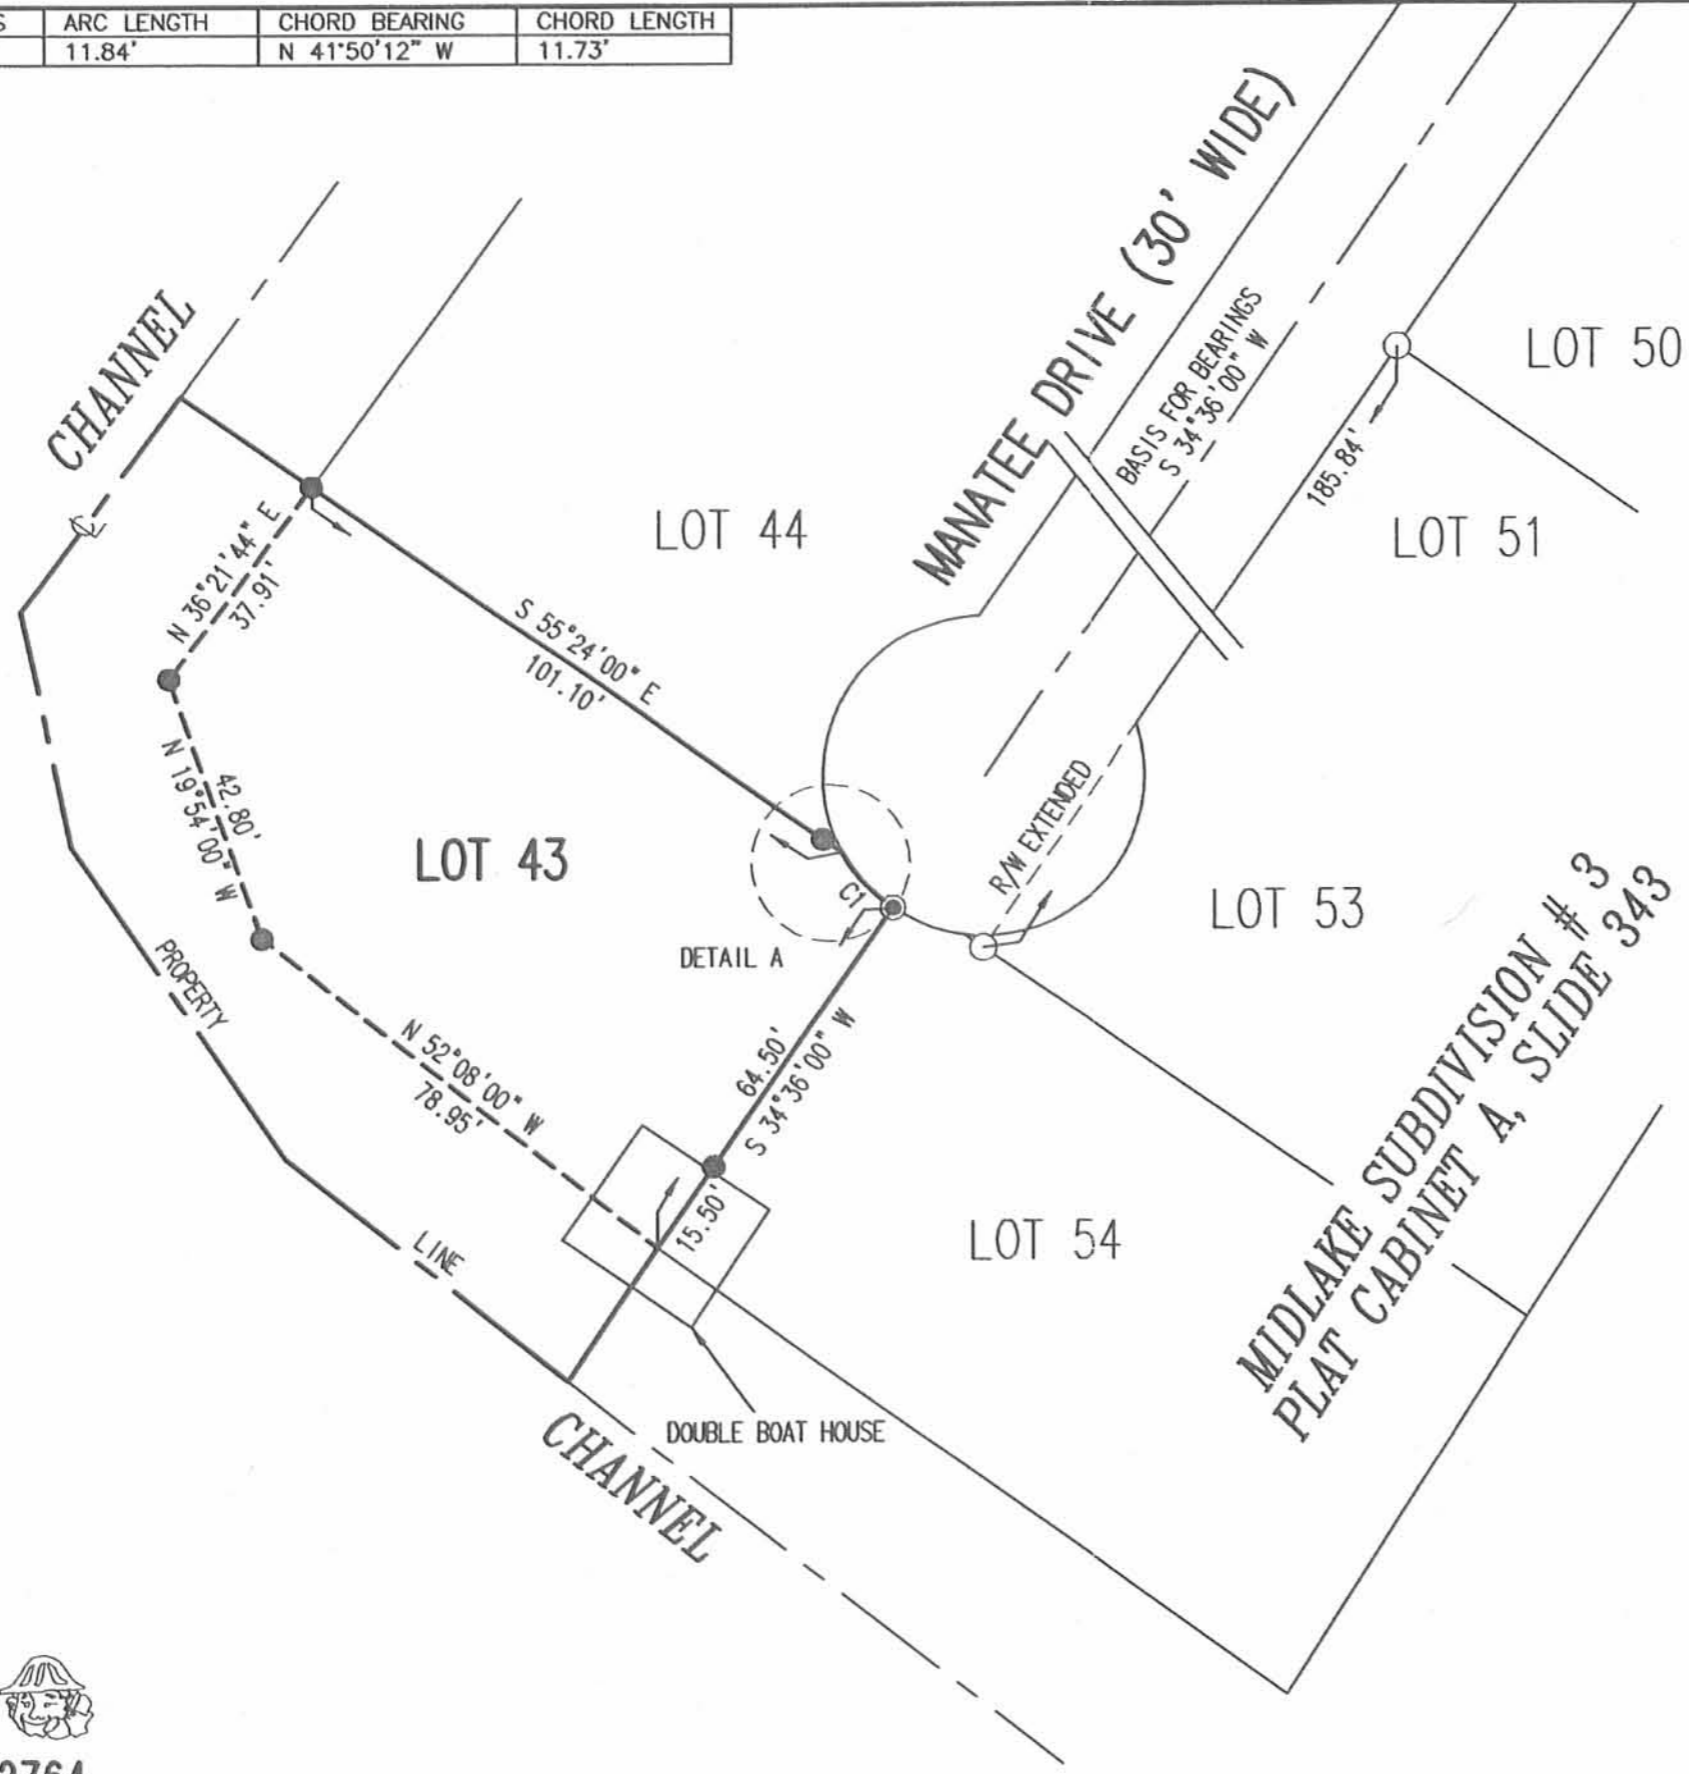 ARC LENGTH CHORD BEARING CHORD LENGTH
11.84' N 41°50'12" W 11.73'
MANATEE DRIVE (30' WIDE)
BASIS FOR BEARINGS
S 34°36'00" W
CHANNEL
LOT 50
185.84'
LOT 51
LOT 44
N 36°21'44" E
37.91'
S 55°24'00" E
101.10'
N 19°54'00" W
42.80'
LOT 43
R/W EXTENDED
C1
DETAIL A
LOT 53
PROPERTY
LINE
N 52°08'00" W
78.95'
64.50'
S 34°36'00" W
15.50'
LOT 54
MIDLAKE SUBDIVISION # 3
PLAT CABINET A, SLIDE 343
DOUBLE BOAT HOUSE
CHANNEL